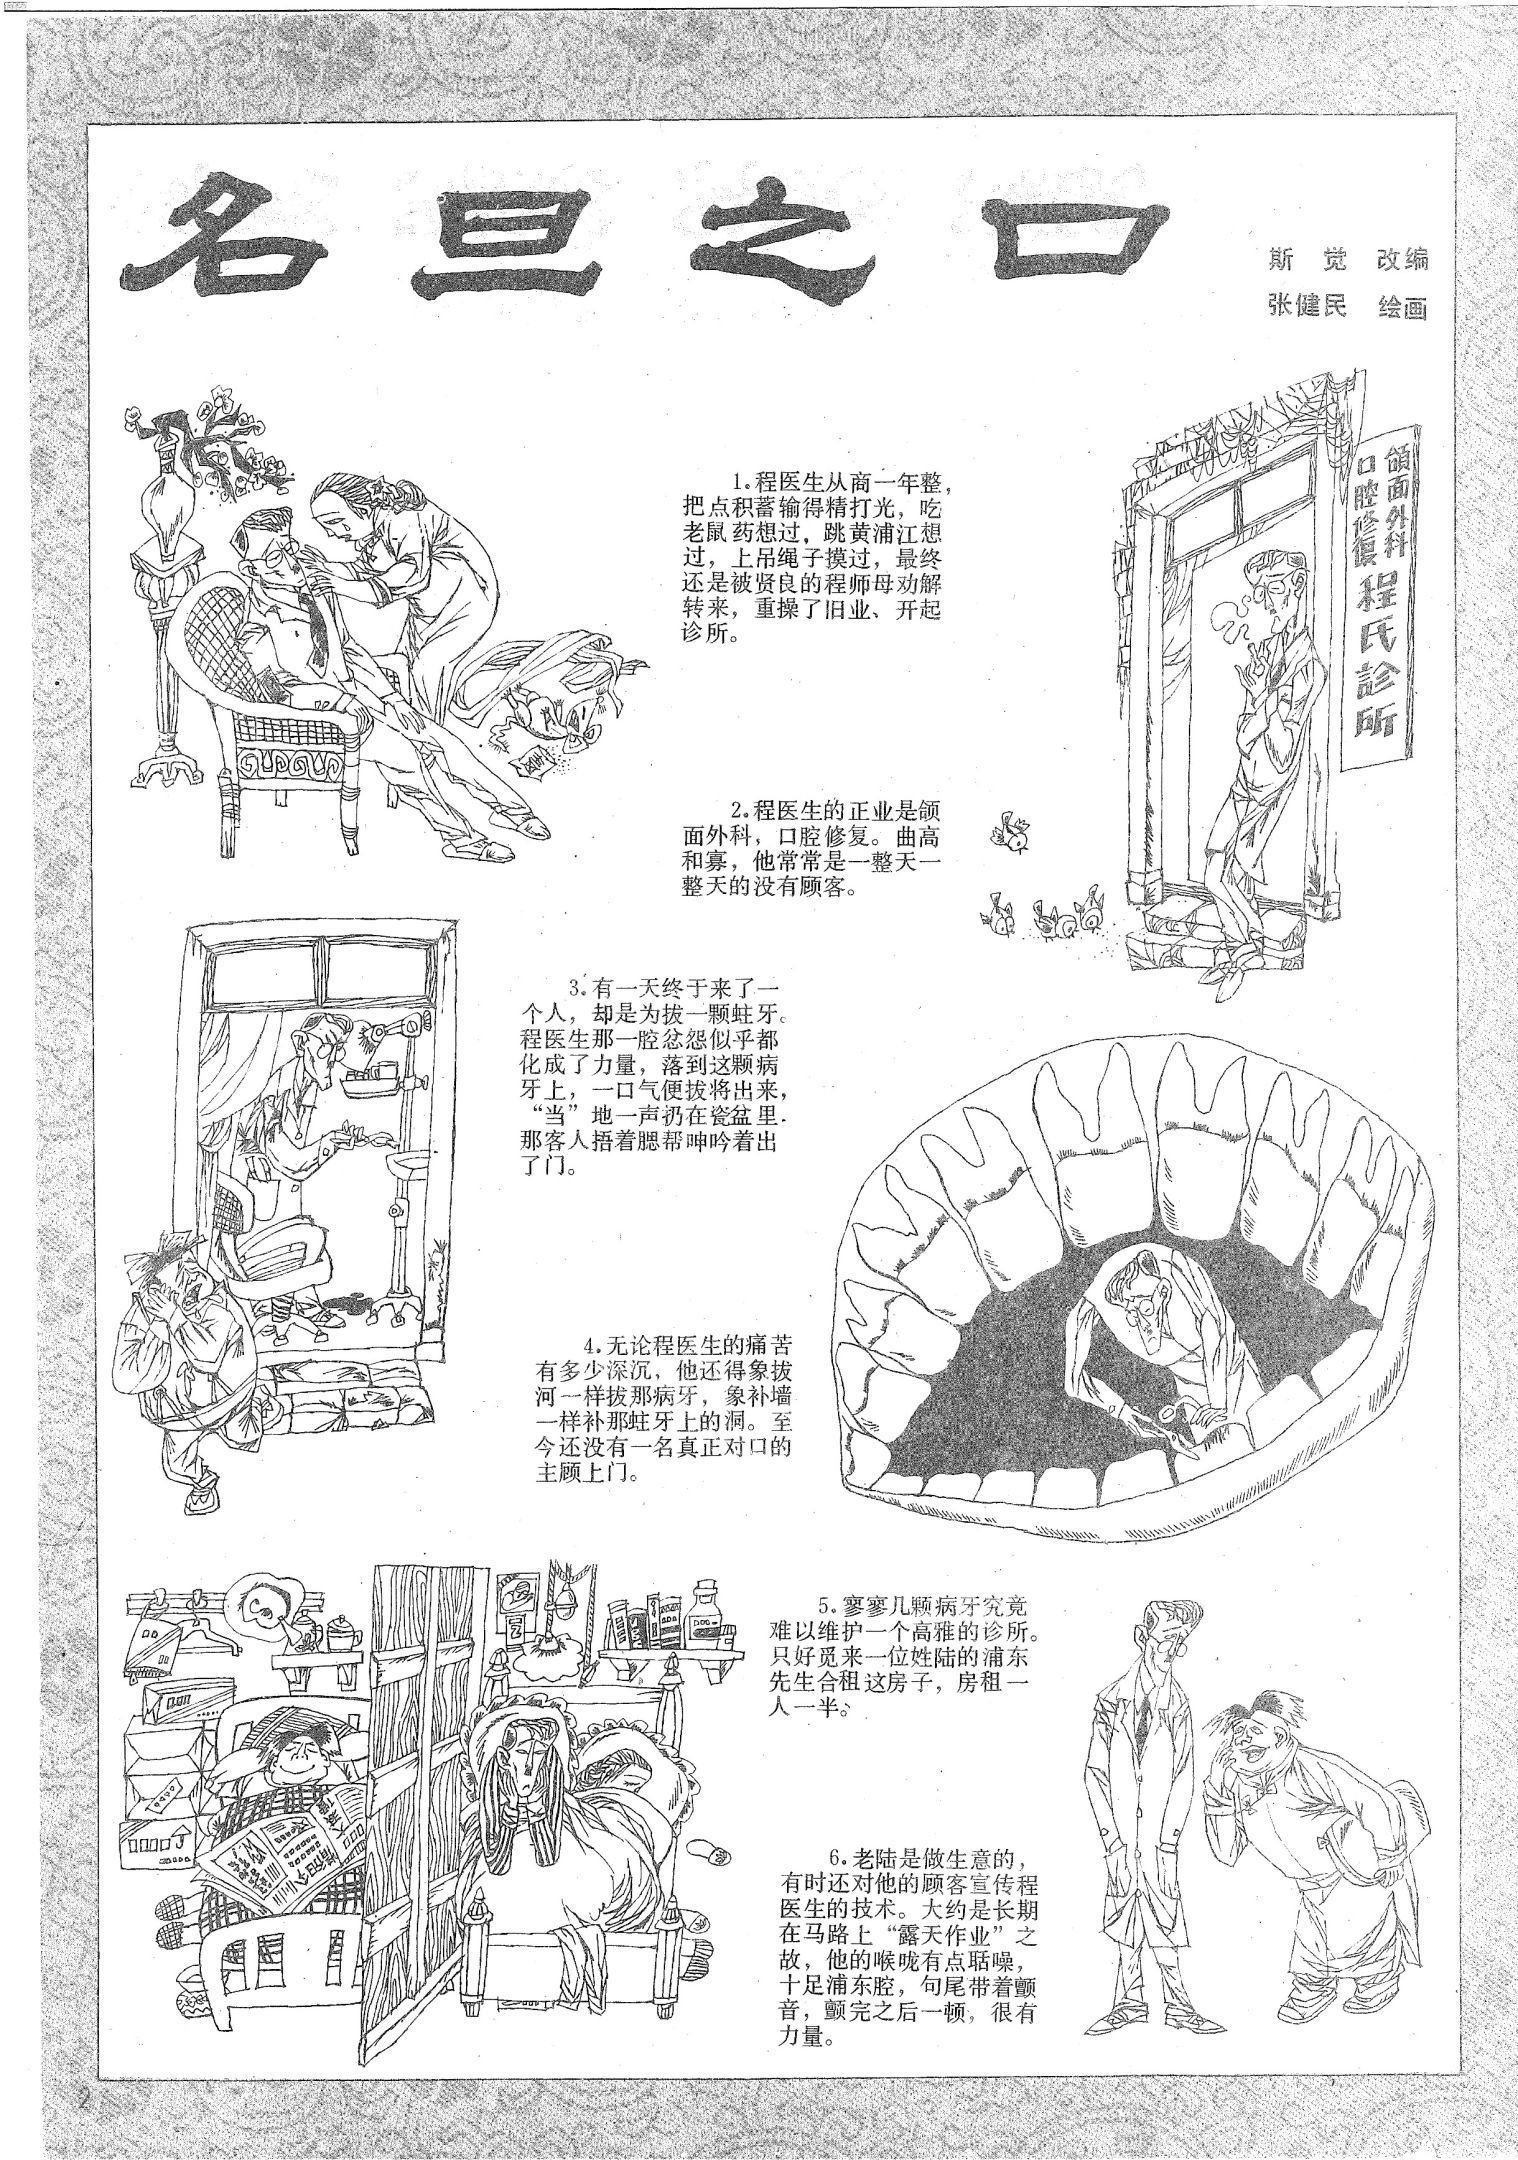 名旦之口
斯觉 改编
张健民 绘画
1.程医生从商一年整，
把点积蓄输得精打光，吃
老鼠药想过，跳黄浦江想
过，上吊绳子摸过，最终
还是被贤良的程师母劝解
转来，重操了旧业、开起
诊所。
颌面外科
口腔修复
程氏診所
2.程医生的正业是颌
面外科，口腔修复。曲高
和寡，他常常是一整天一
整天的没有顾客。
3.有一天终于来了一
个人，却是为拔一颗蛀牙。
程医生那一腔忿怨似乎都
化成了力量，落到这颗病
牙上，一口气便拔将出来，
“当”地一声扔在瓷盆里.
那客人捂着腮帮呻吟着出
了门。
4.无论程医生的痛苦
有多少深沉，他还得象拔
河一样拔那病牙，象补墙
一样补那蛀牙上的洞。至
今还没有一名真正对口的
主顾上门。
5.寥寥几颗病牙究竟
难以维护一个高雅的诊所。
只好觅来一位姓陆的浦东
先生合租这房子，房租一
人一半。
6.老陆是做生意的，
有时还对他的顾客宣传程
医生的技术。大约是长期
在马路上“露天作业”之
故，他的喉咙有点聒噪，
十足浦东腔，句尾带着颤
音，颤完之后一顿，很有
力量。
2